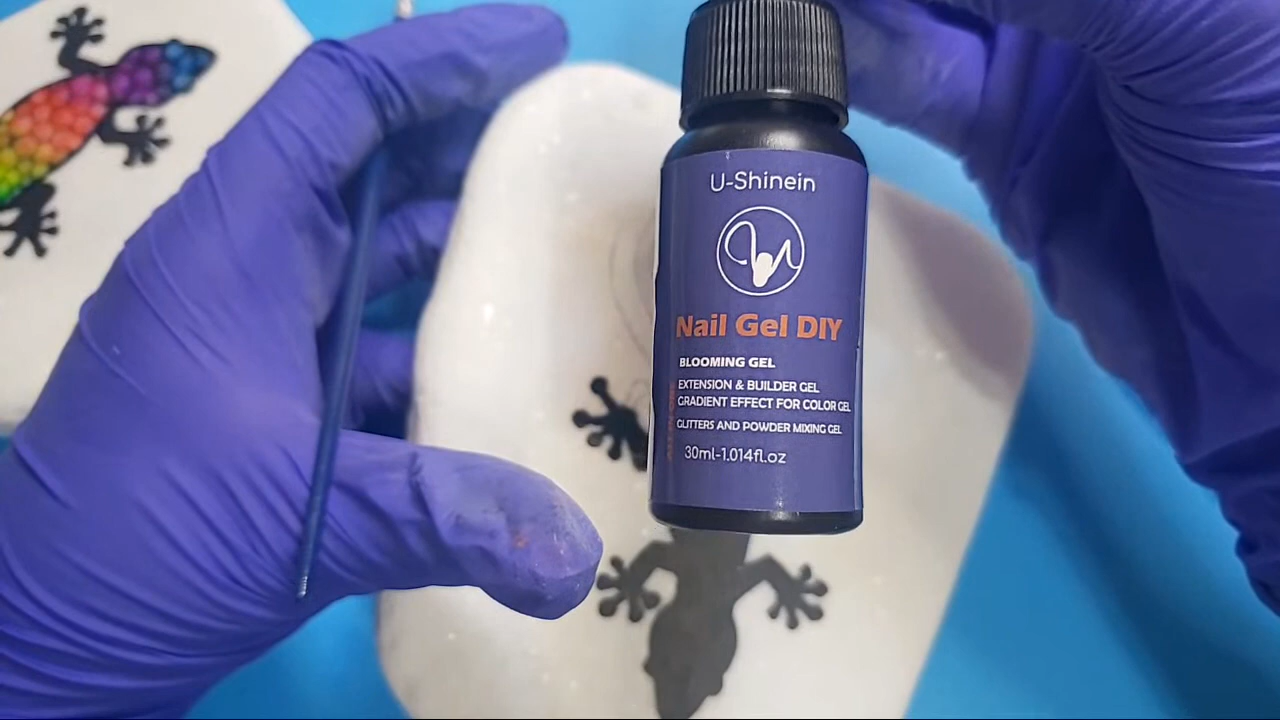 U-Shinein
Nail Gel DIY
BLOOMING GEL
EXTENSION & BUILDER GEL
GRADIENT EFFECT FOR COLOR GEL
GLITTERS AND POWDER MIXING GEL
30ml-1.014fl.oz